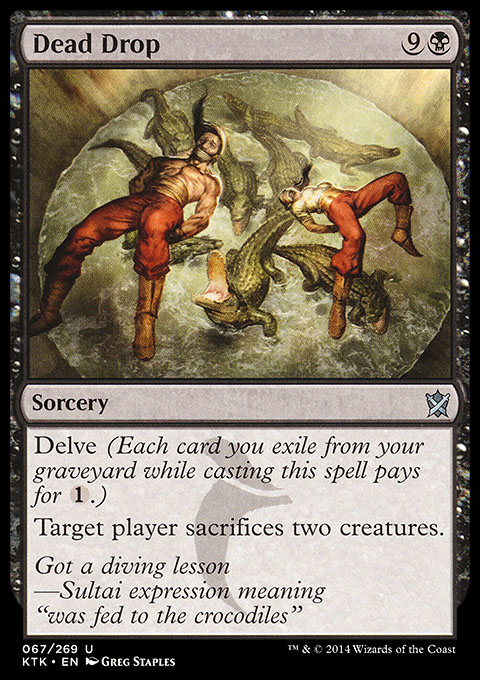 Dead Drop
9
Sorcery
Delve (Each card you exile from your
graveyard while casting this spell pays
for 1.)
Target player sacrifices two creatures.
Got a diving lesson
—Sultai expression meaning
“was fed to the crocodiles”
067/269 U
KTK • EN Greg Staples
™ & © 2014 Wizards of the Coast